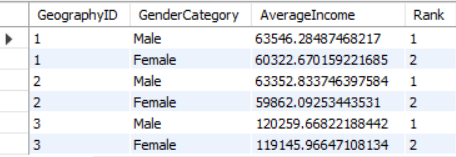 GeographyID GenderCategory AverageIncome Rank
1 Male 63546.28487468217 1
1 Female 60322.670159221685 2
2 Male 63352.833746397584 1
2 Female 59862.09253443531 2
3 Male 120259.66822188442 1
3 Female 119145.96647108134 2